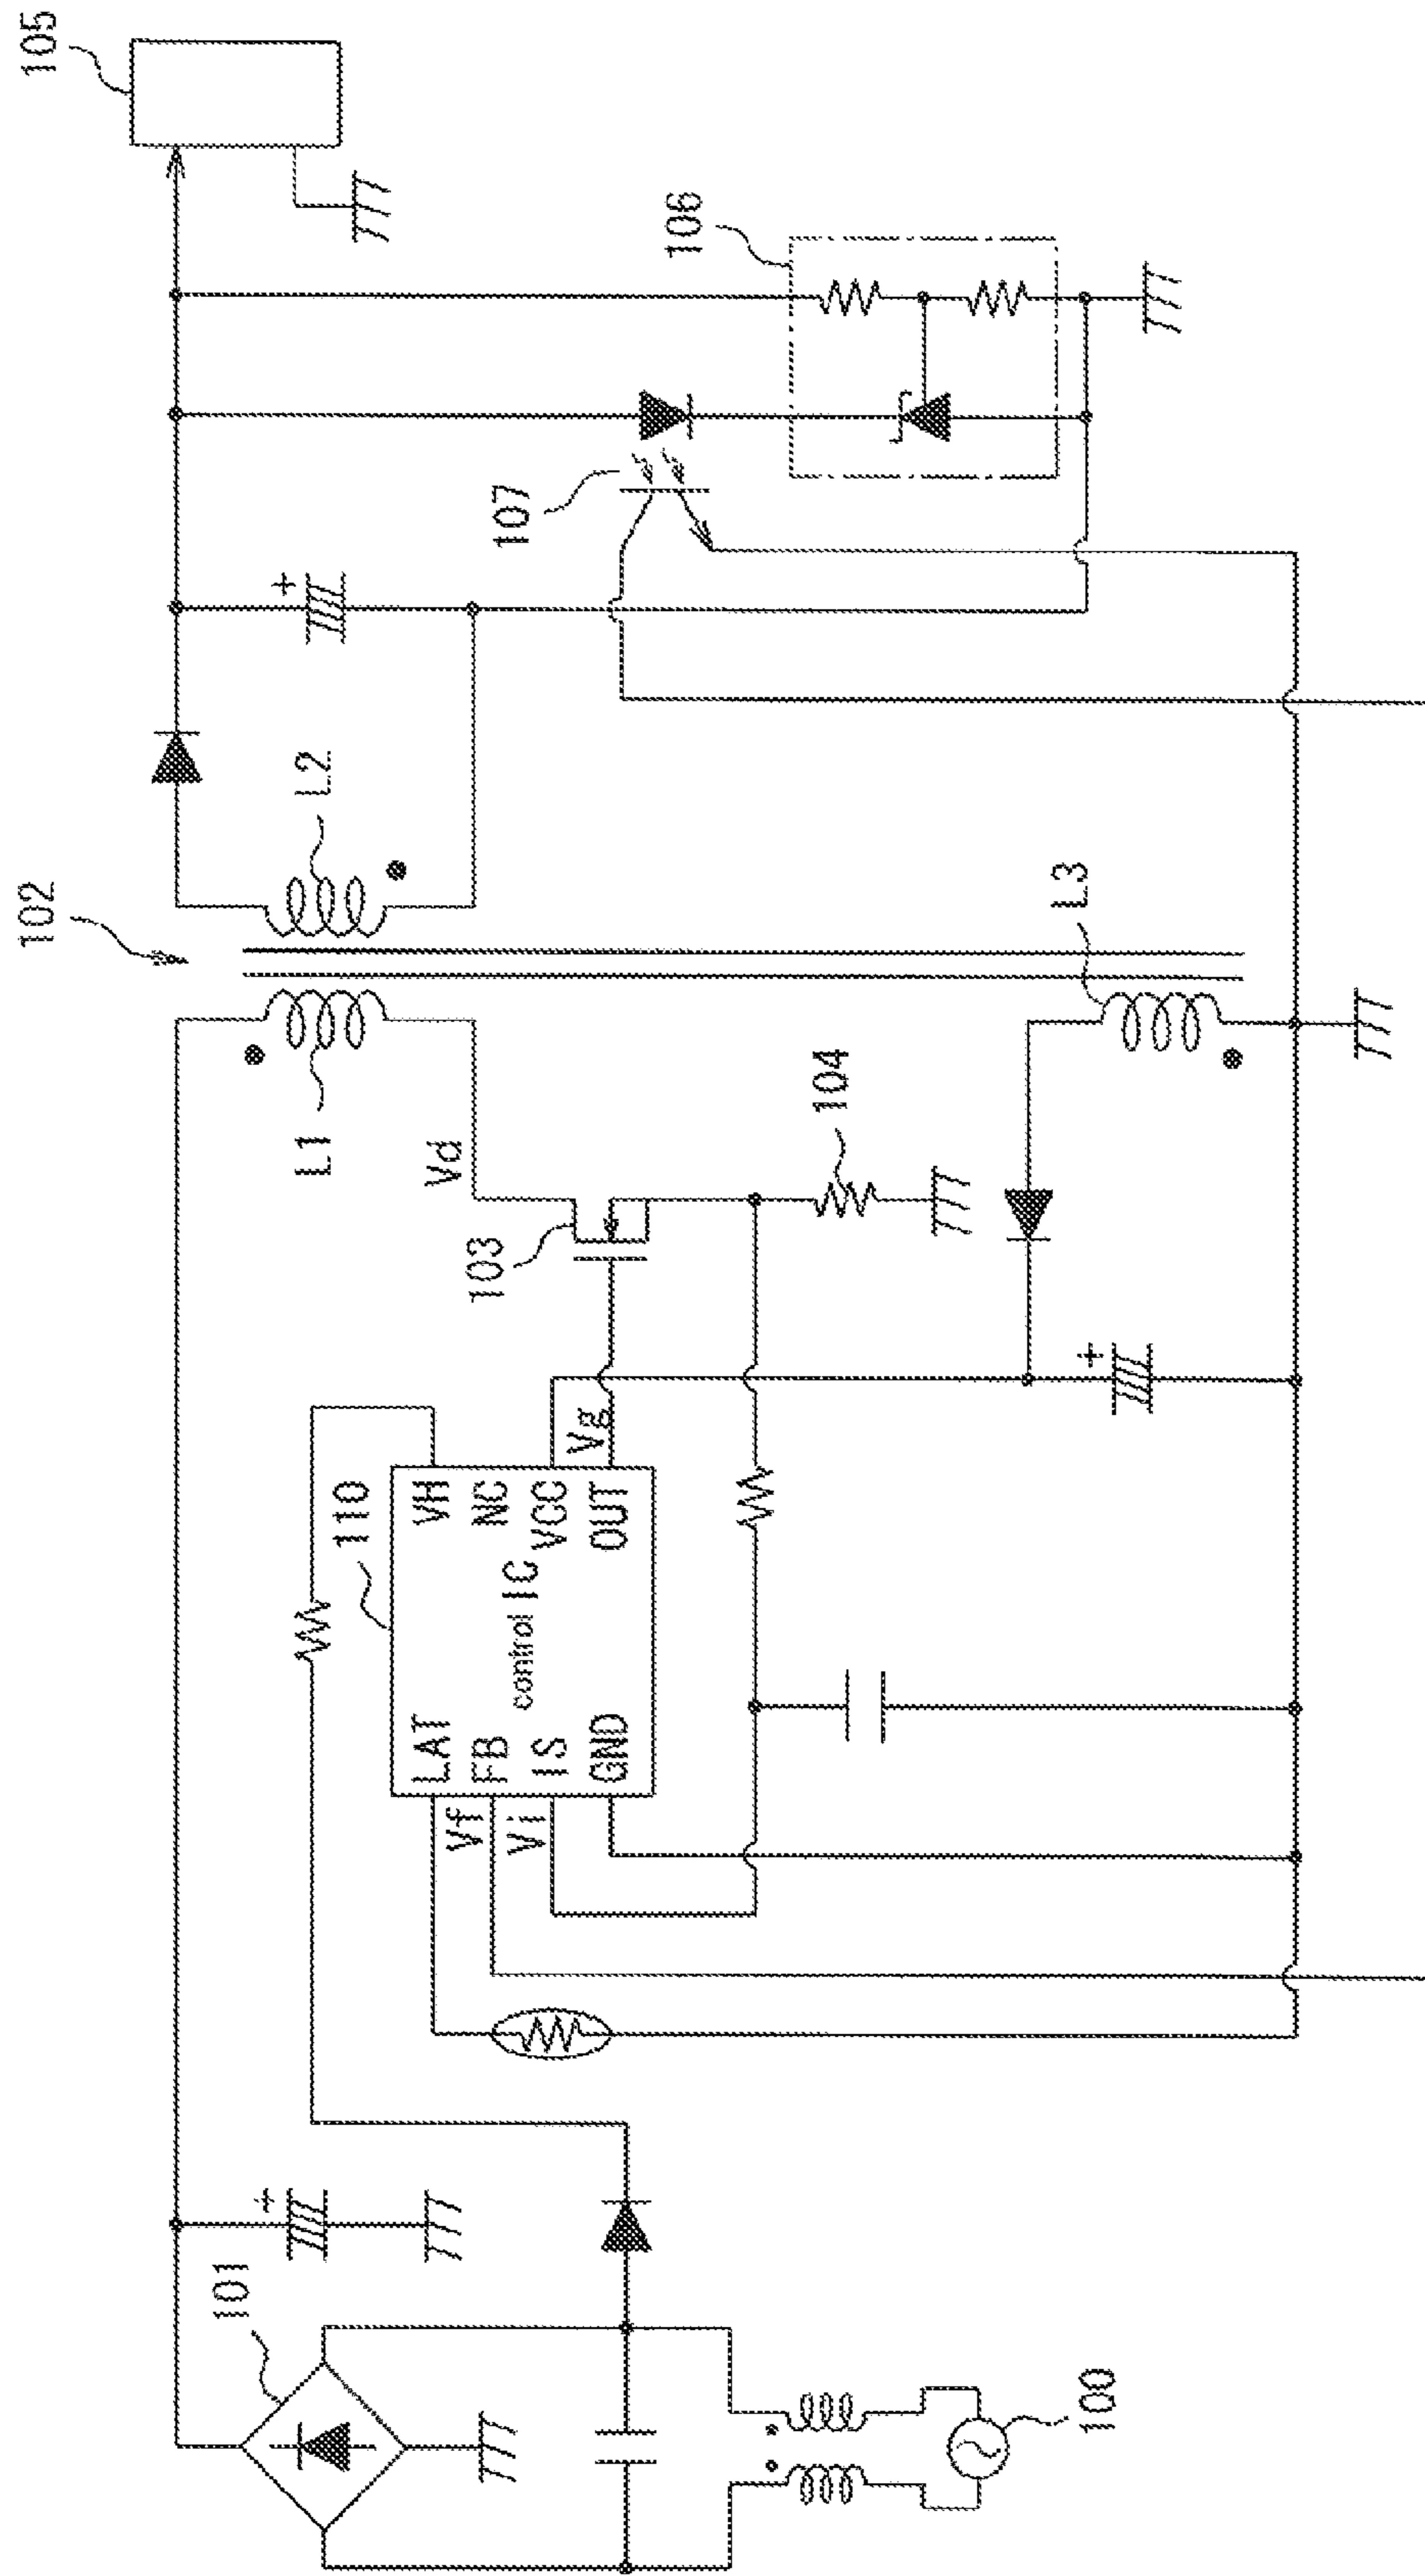 105
102
106
107
L2
L1
L3
Vd
103
104
110
VH
NC
VCC
OUT
Vg
control IC
LAT
FB
IS
GND
Vf
Vi
101
100
+
+
+